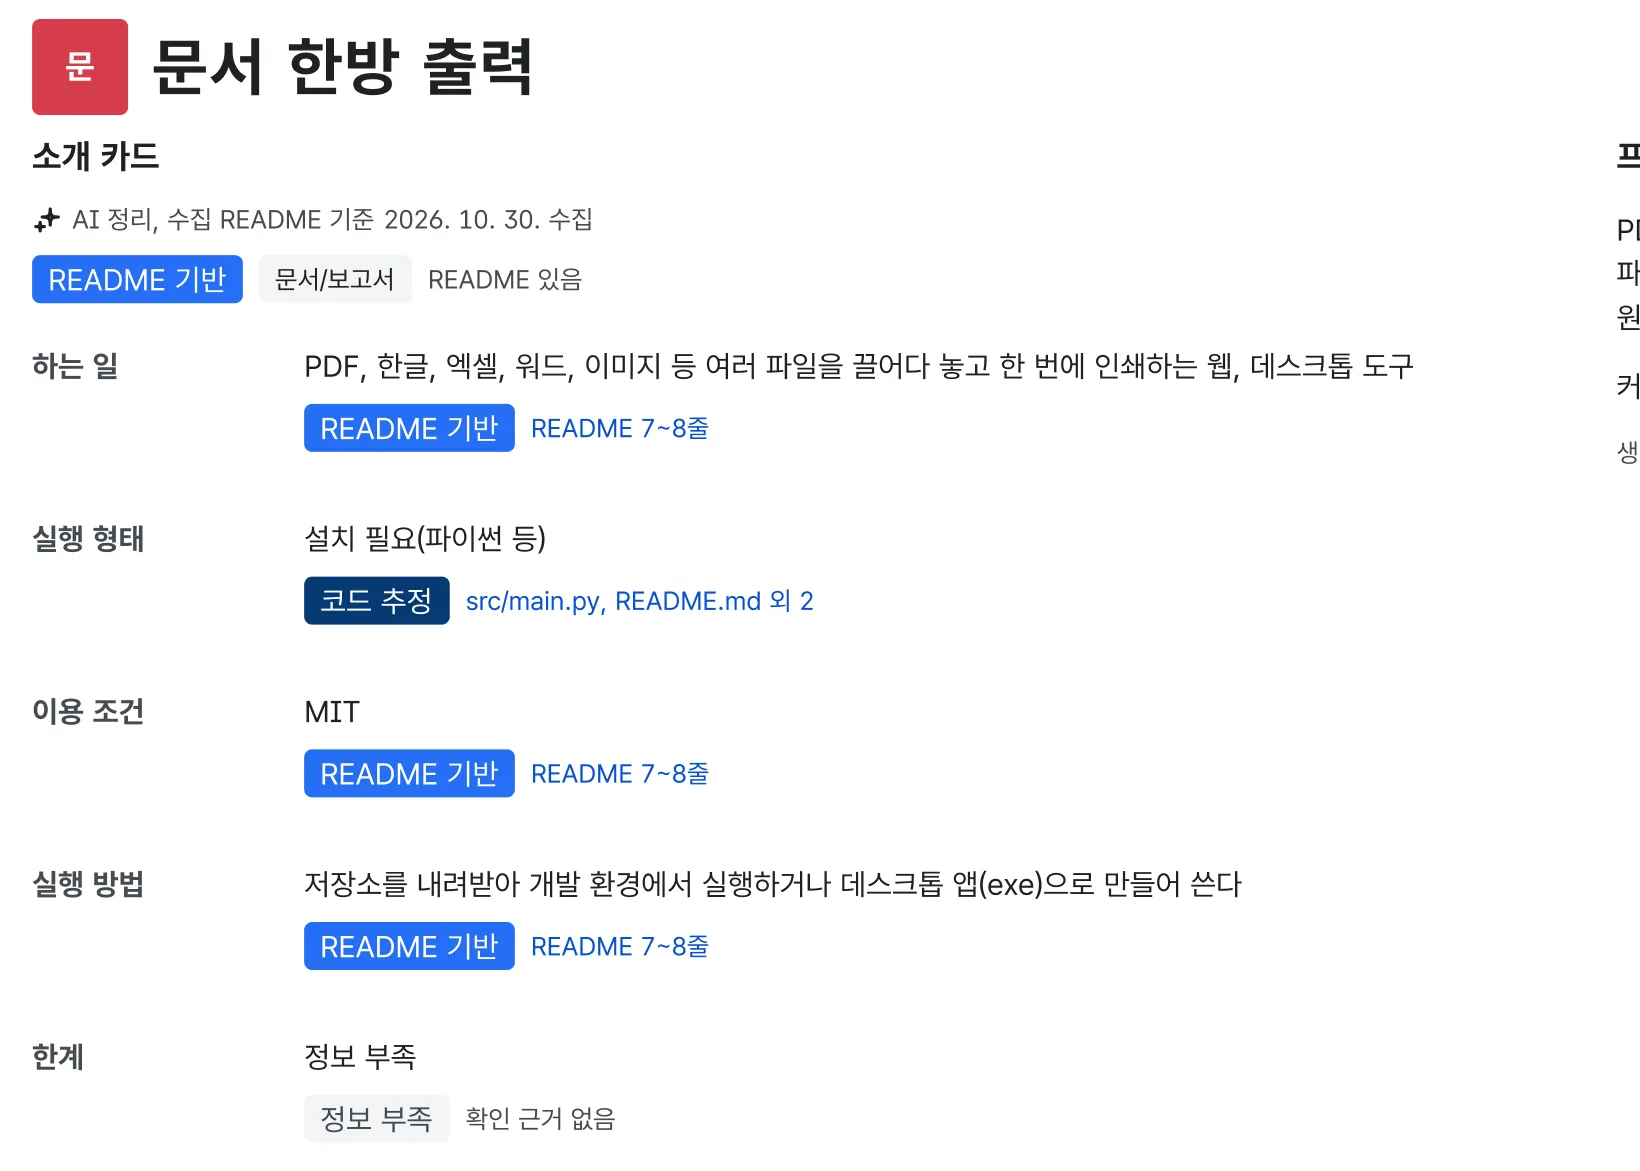 문
문서 한방 출력
소개 카드
AI 정리, 수집 README 기준 2026. 10. 30. 수집
README 기반 문서/보고서 README 있음
하는 일
PDF, 한글, 엑셀, 워드, 이미지 등 여러 파일을 끌어다 놓고 한 번에 인쇄하는 웹, 데스크톱 도구
README 기반 README 7~8줄
실행 형태
설치 필요(파이썬 등)
코드 추정 src/main.py, README.md 외 2
이용 조건
MIT
README 기반 README 7~8줄
실행 방법
저장소를 내려받아 개발 환경에서 실행하거나 데스크톱 앱(exe)으로 만들어 쓴다
README 기반 README 7~8줄
한계
정보 부족
정보 부족 확인 근거 없음
파
원
커
생